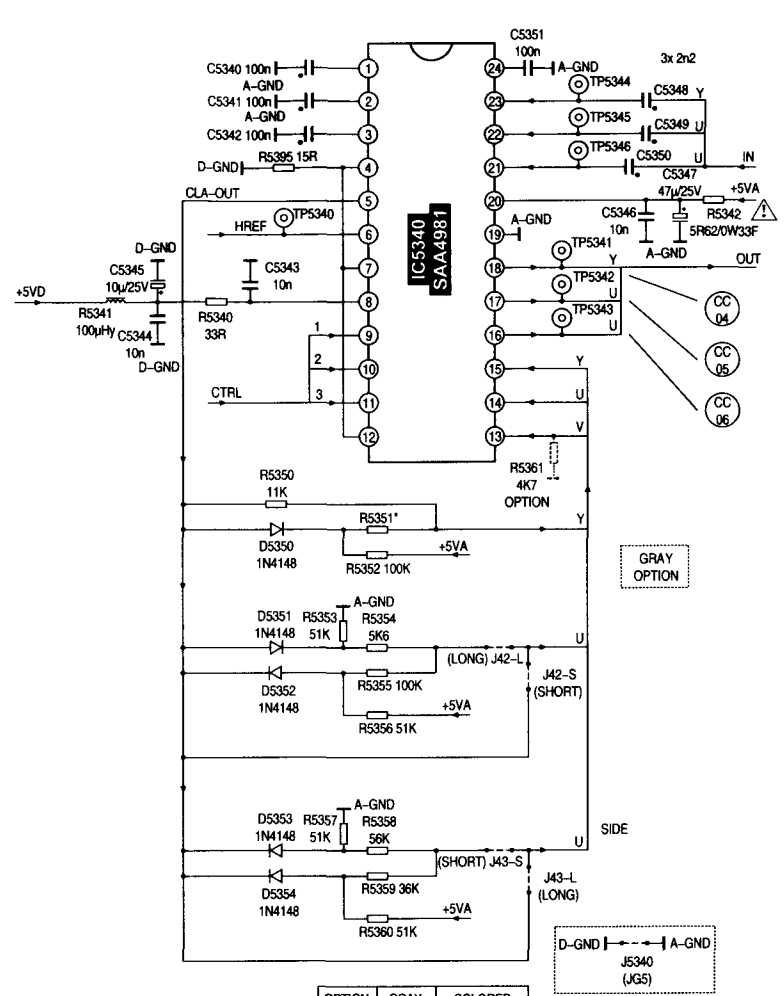 C5351
100n
3x 2n2
C5340 100n
1
24
A-GND
A-GND
TP5344
C5348
Y
C5341 100n
2
23
A-GND
TP5345
C5349
U
C5342 100n
3
22
TP5346
C5350
U
IN
D-GND
R5395 15R
4
21
C5347
47µ/25V
+5VA
CLA-OUT
5
20
C5346
10n
R5342
5R62/0W33F
TP5340
A-GND
HREF
6
19
A-GND
IC5340
SAA4981
TP5341
Y
OUT
D-GND
C5345
10µ/25V
C5343
10n
7
18
TP5342
U
CC
04
+5VD
8
17
TP5343
U
R5341
100µHy
C5344
10n
D-GND
R5340
33R
1
9
16
CC
05
2
10
15
Y
CTRL
3
11
14
U
CC
06
12
13
V
R5361
4K7
OPTION
R5350
11K
R5351*
Y
D5350
1N4148
+5VA
R5352 100K
GRAY
OPTION
A-GND
D5351
1N4148
R5353
51K
R5354
5K6
U
(LONG) J42-L
J42-S
(SHORT)
R5355 100K
D5352
1N4148
+5VA
R5356 51K
A-GND
D5353
1N4148
R5357
51K
R5358
56K
U
SIDE
(SHORT) J43-S
J43-L
(LONG)
R5359 36K
D5354
1N4148
+5VA
R5360 51K
D-GND
A-GND
J5340
(JG5)
OPTION
GRAY
COLORED